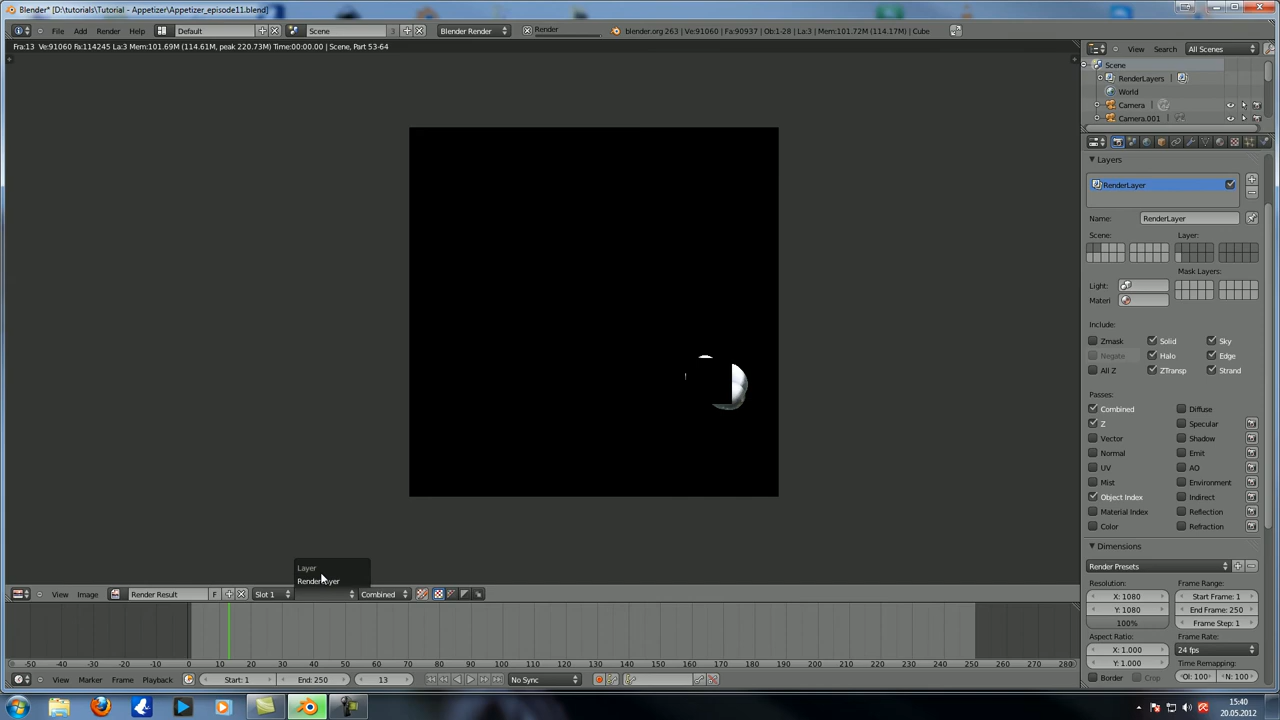 Blender* [D:\tutorials\Tutorial - Appetizer\Appetizer_episode11.blend]
File Add Render Help Default Scene 3 Blender Render Render blender.org 263 | Ve:91060 | Fa:90937 | Ob:1-28 | La:3 | Mem:101.72M (114.17M) | Cube
Fra:13 Ve:91060 Fa:114245 La:3 Mem:101.69M (114.61M, peak 220.73M) Time:00:00.00 | Scene, Part 53-64
View Search All Scenes
Scene
RenderLayers
World
Camera
Camera.001
Layers
RenderLayer
Name: RenderLayer
Scene: Layer:
Mask Layers:
Light:
Materi
Include:
Zmask Solid Sky
Negate Halo Edge
All Z ZTransp Strand
Passes:
Combined Diffuse
Z Specular
Vector Shadow
Normal Emit
UV AO
Mist Environment
Object Index Indirect
Material Index Reflection
Color Refraction
Dimensions
Render Presets
Resolution: Frame Range:
X: 1080 Start Frame: 1
Y: 1080 End Frame: 250
100% Frame Step: 1
Aspect Ratio: Frame Rate:
X: 1.000 24 fps
Y: 1.000 Time Remapping:
Border Crop Ol: 100 N: 100
Layer
RenderLayer
View Image Render Result F Slot 1 Combined
-50 -40 -30 -20 -10 0 10 20 30 40 50 60 70 80 90 100 110 120 130 140 150 160 170 180 190 200 210 220 230 240 250 260 270 280
View Marker Frame Playback Start: 1 End: 250 13 No Sync
15:40
20.05.2012